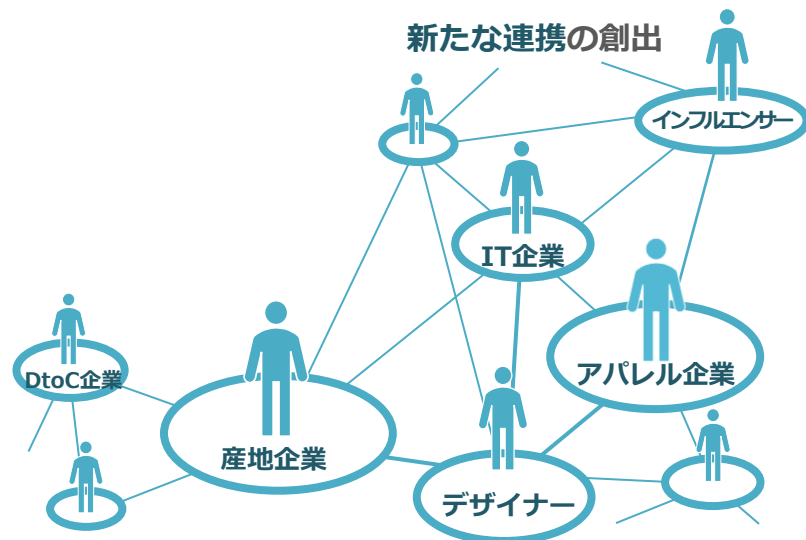 新たな連携の創出
インフルエンサー
IT企業
アパレル企業
DtoC企業
産地企業
デザイナー